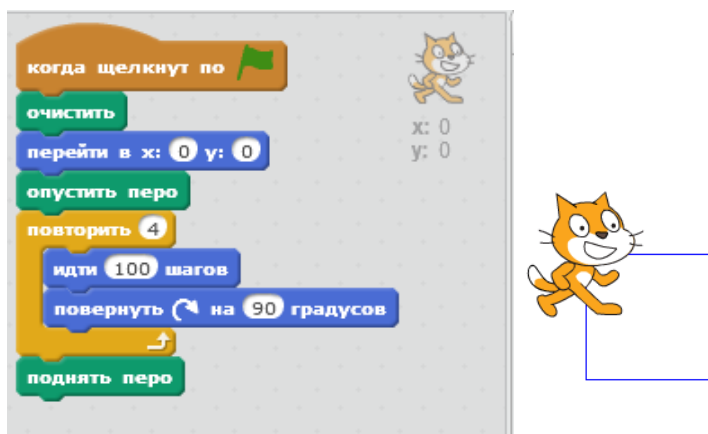 когда щелкнут по
очистить
перейти в x: 0 y: 0
опустить перо
повторить 4
идти 100 шагов
повернуть на 90 градусов
поднять перо
x: 0
y: 0